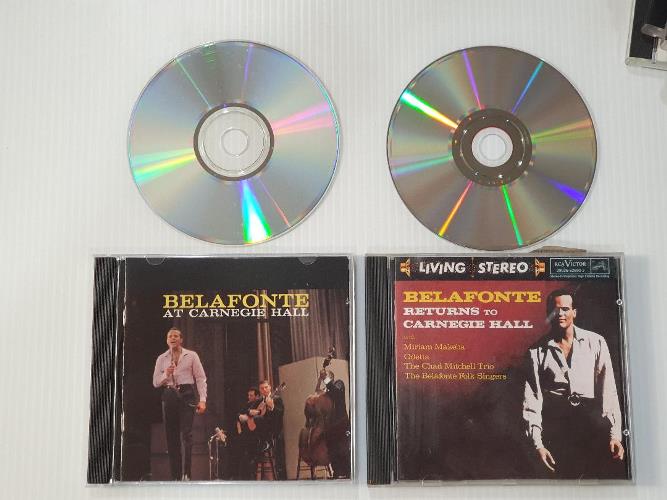 BELAFONTE
AT CARNEGIE HALL
LIVING STEREO
RCA VICTOR
BELAFONTE
RETURNS TO
CARNEGIE HALL
with
Miriam Makeba
Odetta
The Chad Mitchell Trio
The Belafonte Folk Singers